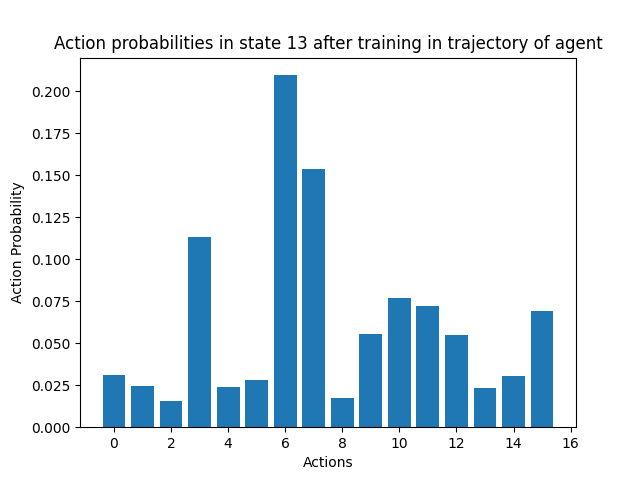 Action probabilities in state 13 after training in trajectory of agent
0.200
0.175
0.150
0.125
0.100
0.075
0.050
0.025
0.000
Action Probability
0 2 4 6 8 10 12 14 16
Actions